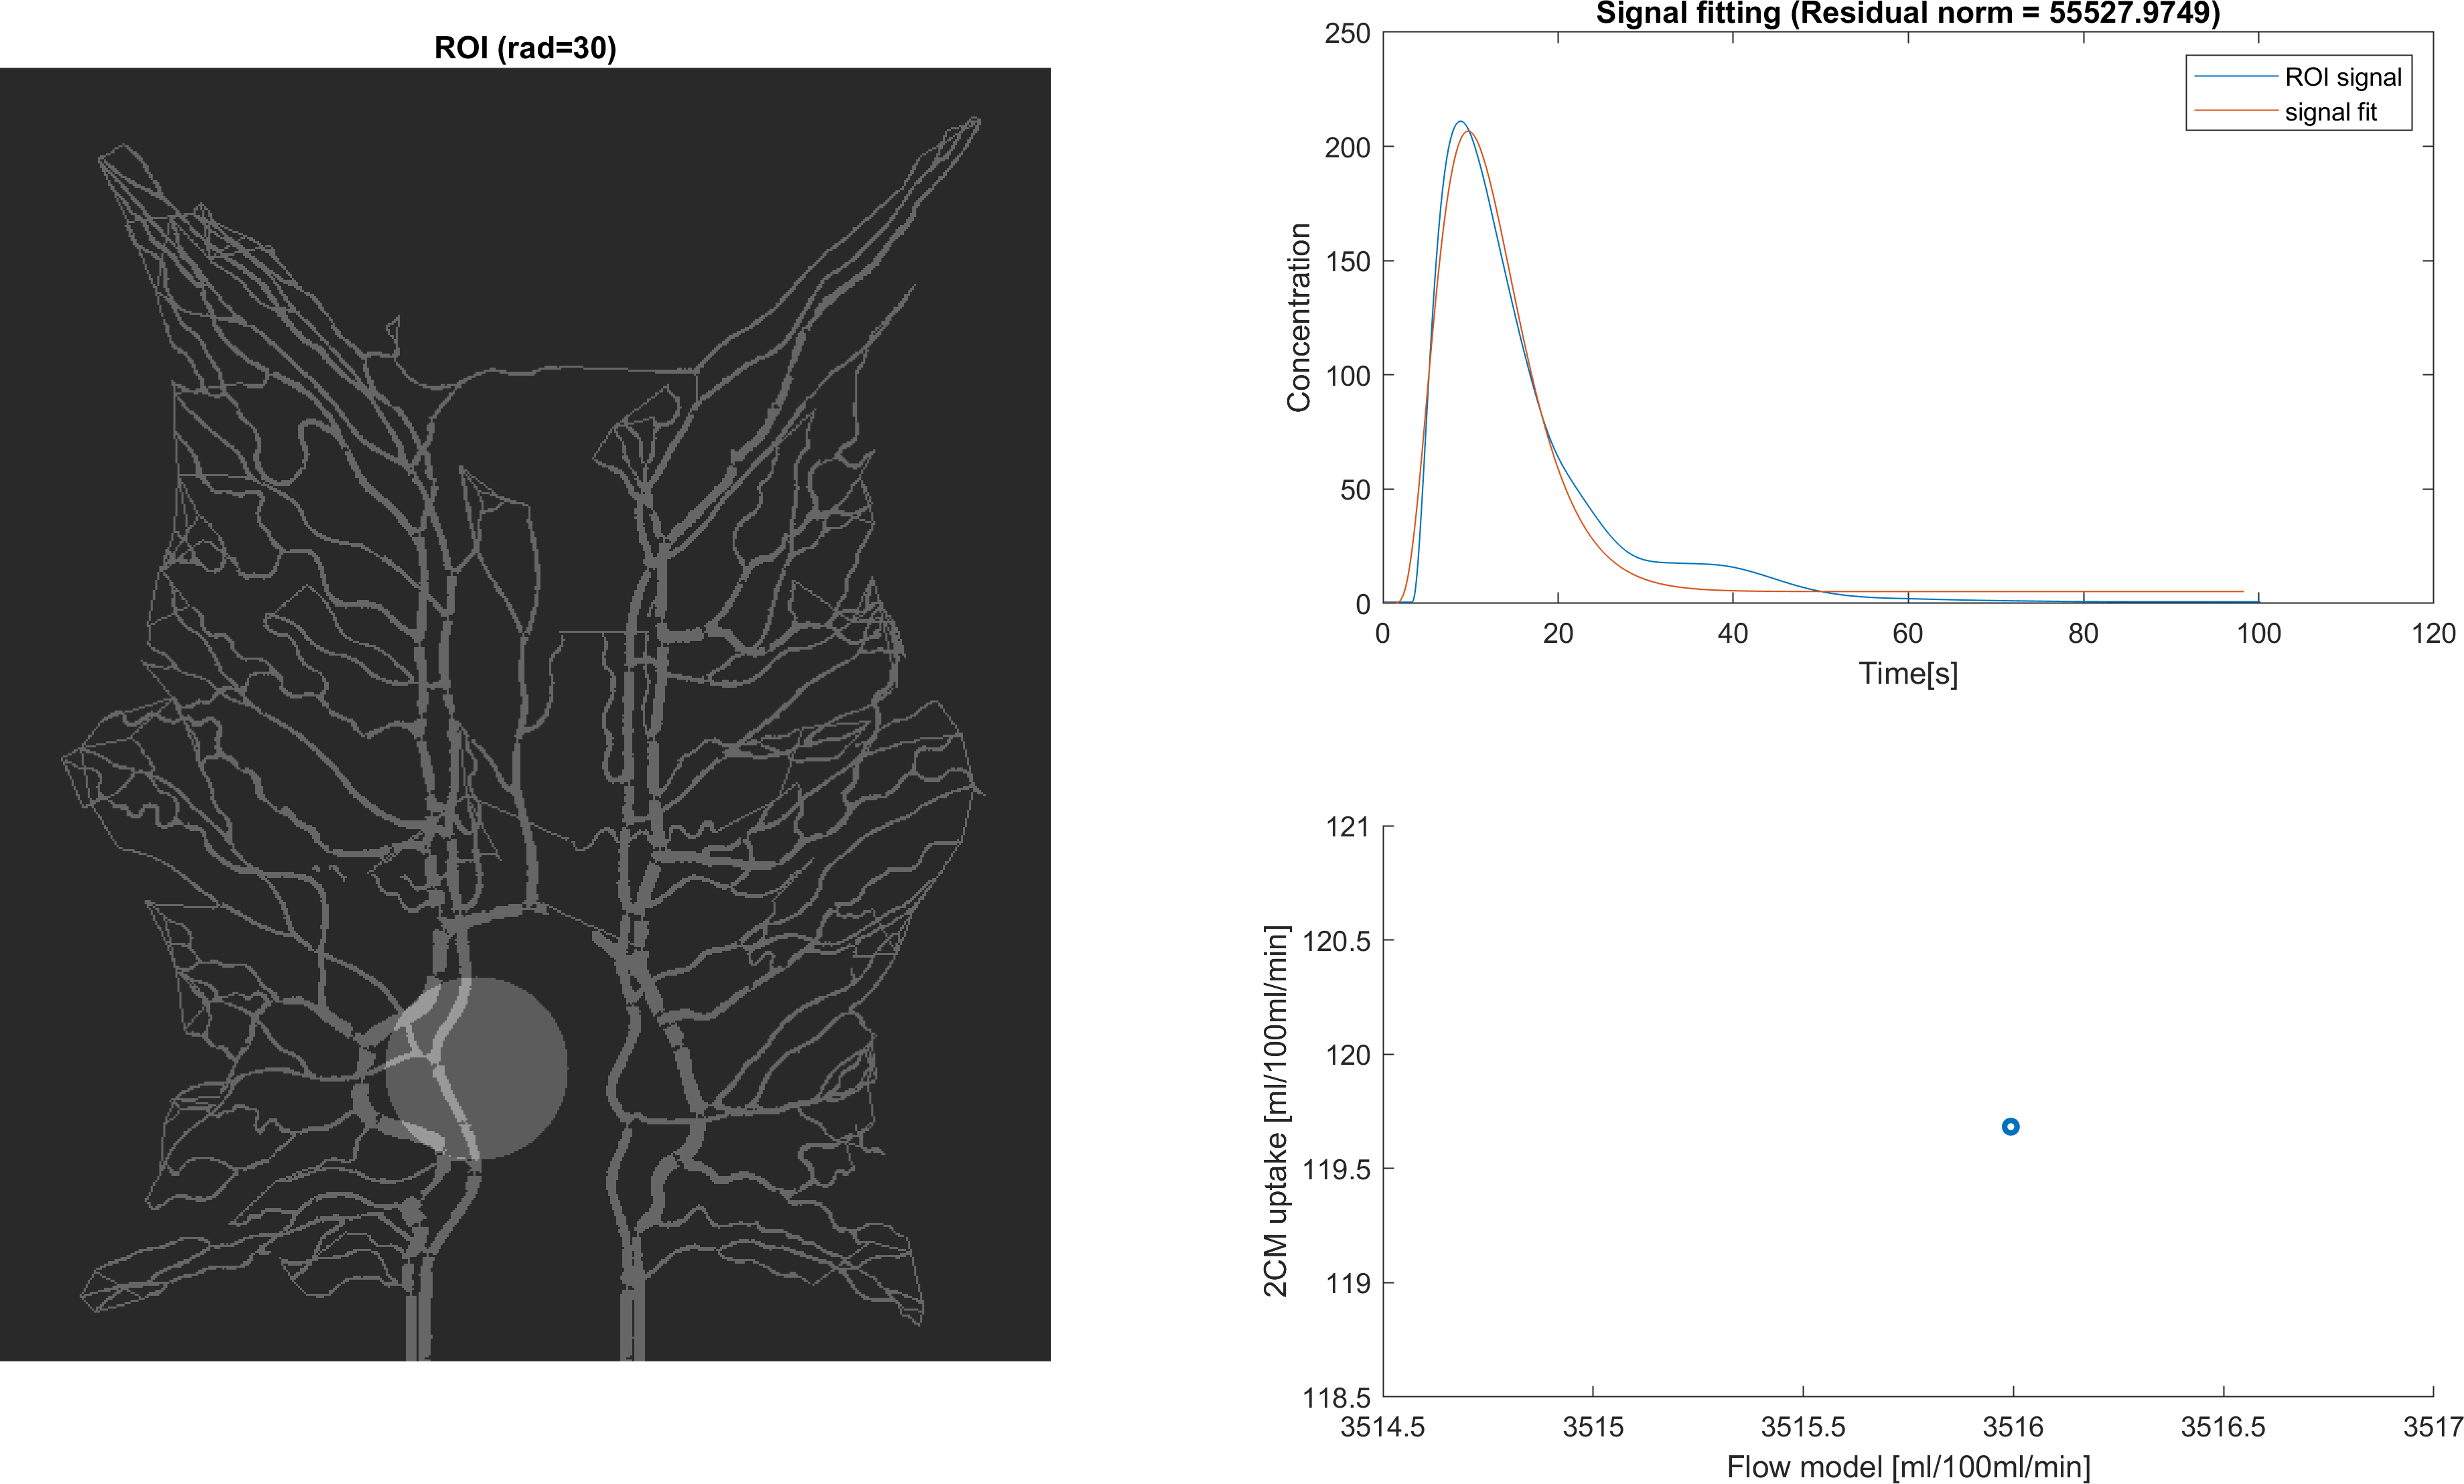 ROI (rad=30)
Signal fitting (Residual norm = 55527.9749)
250
200
150
100
50
0
Concentration
ROI signal
signal fit
0 20 40 60 80 100 120
Time[s]
121
120.5
120
119.5
119
118.5
2CM uptake [ml/100ml/min]
3514.5 3515 3515.5 3516 3516.5 3517
Flow model [ml/100ml/min]